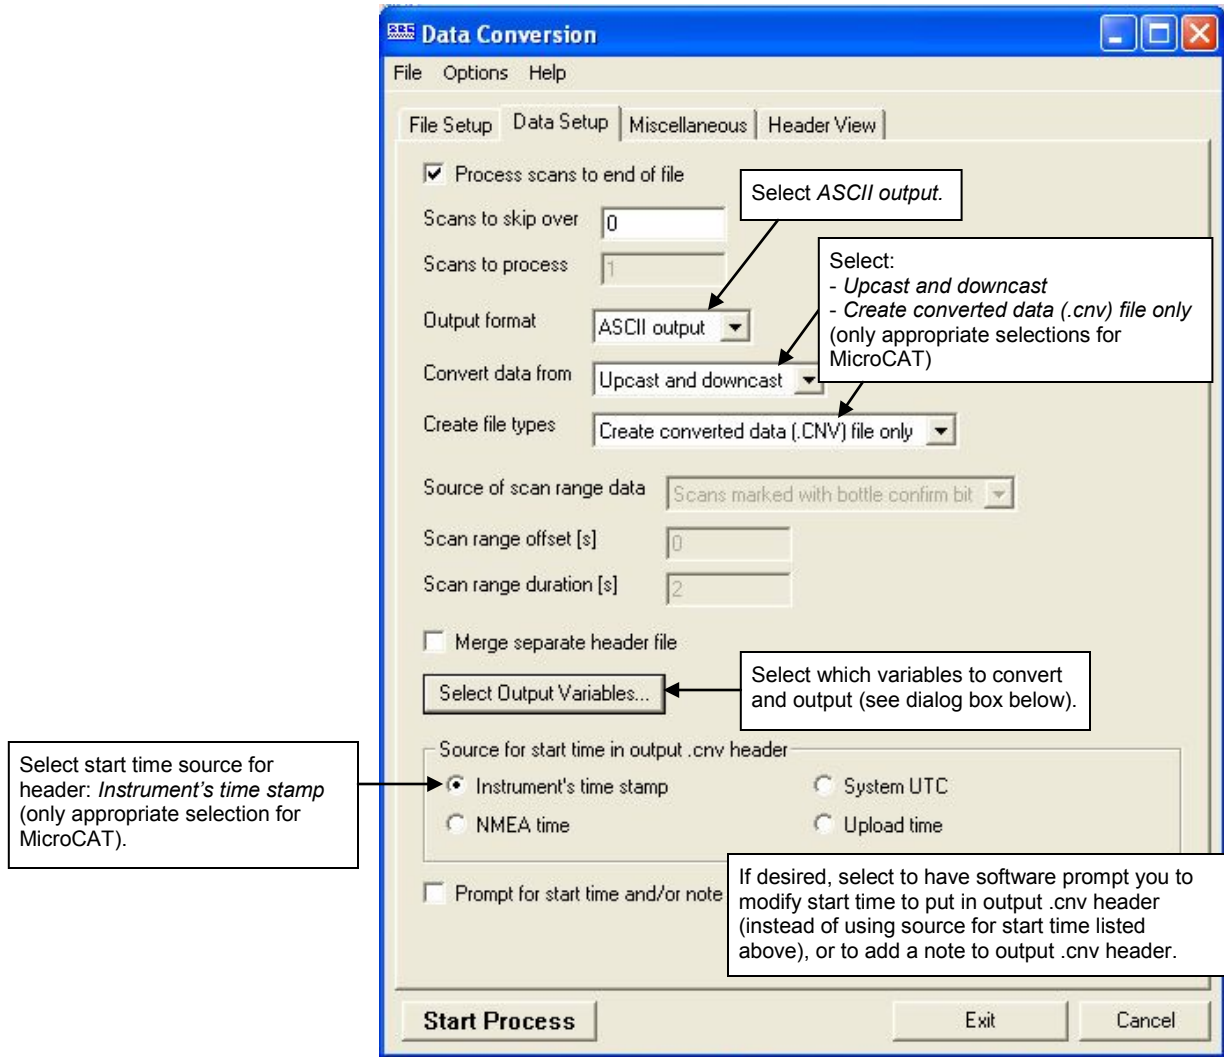 Data Conversion
File Options Help
File Setup Data Setup Miscellaneous Header View
Process scans to end of file
Select ASCII output.
Scans to skip over 0
Scans to process 1
Select:
- Upcast and downcast
- Create converted data (.cnv) file only
(only appropriate selections for
MicroCAT)
Output format ASCII output
Convert data from Upcast and downcast
Create file types Create converted data (.CNV) file only
Source of scan range data Scans marked with bottle confirm bit
Scan range offset [s] 0
Scan range duration [s] 2
Merge separate header file
Select Output Variables...
Select which variables to convert
and output (see dialog box below).
Source for start time in output .cnv header
Select start time source for
header: Instrument's time stamp
(only appropriate selection for
MicroCAT).
Instrument's time stamp System UTC
NMEA time Upload time
Prompt for start time and/or note
If desired, select to have software prompt you to
modify start time to put in output .cnv header
(instead of using source for start time listed
above), or to add a note to output .cnv header.
Start Process Exit Cancel